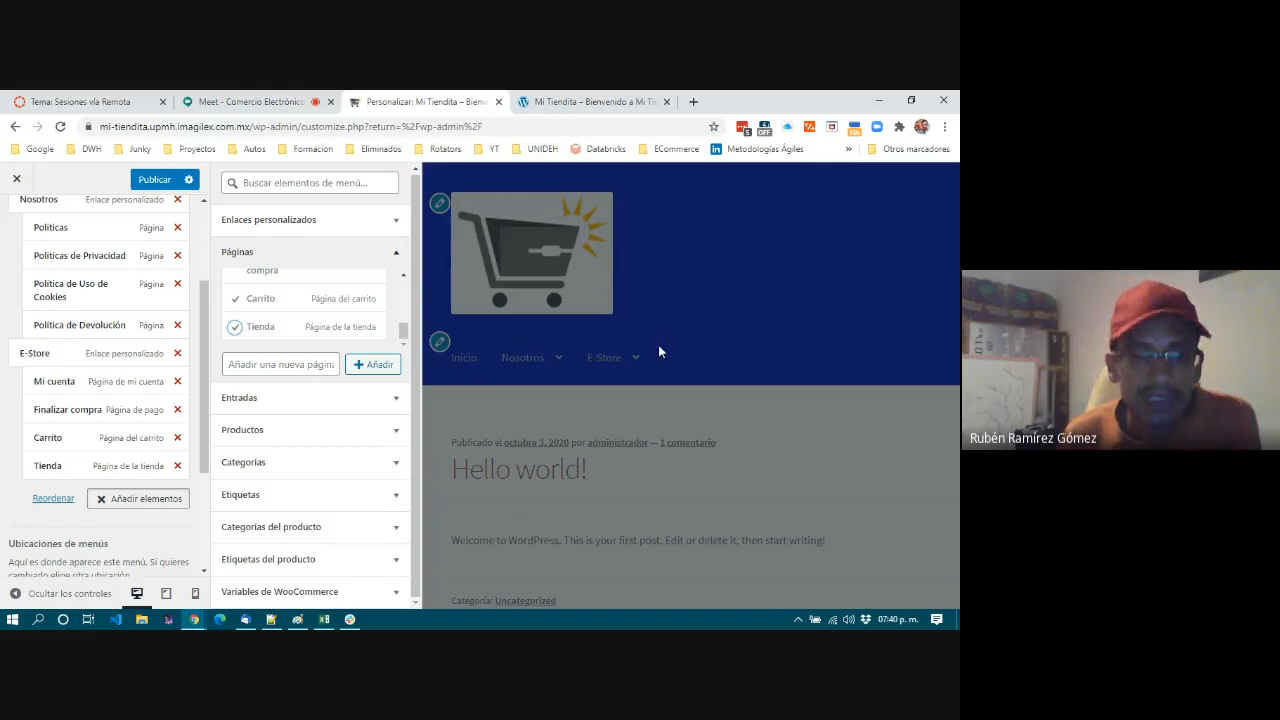 Tema: Sesiones vía Remota
Meet - Comercio Electrónico
Personalizar: Mi Tiendita – Bienv
Mi Tiendita – Bienvenido a Mi Ti
mi-tiendita.upmh.imagilex.com.mx/wp-admin/customize.php?return=%2Fwp-admin%2F
5
OFF
Google
DWH
Junky
Proyectos
Autos
Formacion
Eliminados
Rotators
YT
UNIDEH
Databricks
ECommerce
Metodologías Ágiles
»
Otros marcadores
Publicar
Nosotros Enlace personalizado
Políticas Página
Políticas de Privacidad Página
Política de Uso de Cookies Página
Política de Devolución Página
E-Store Enlace personalizado
Mi cuenta Página de mi cuenta
Finalizar compra Página de pago
Carrito Página del carrito
Tienda Página de la tienda
Reordenar
Añadir elementos
Ubicaciones de menús
Aquí es donde aparece este menú. Si quieres
cambiarlo elige otra ubicación
Ocultar los controles
Buscar elementos de menú...
Enlaces personalizados
Páginas
compra
Carrito Página del carrito
Tienda Página de la tienda
Añadir una nueva página
Añadir
Entradas
Productos
Categorías
Etiquetas
Categorías del producto
Etiquetas del producto
Variables de WooCommerce
Inicio
Nosotros
E-Store
Publicado el octubre 3, 2020 por administrador — 1 comentario
Hello world!
Welcome to WordPress. This is your first post. Edit or delete it, then start writing!
Categoría: Uncategorized
07:40 p. m.
Rubén Ramírez Gómez